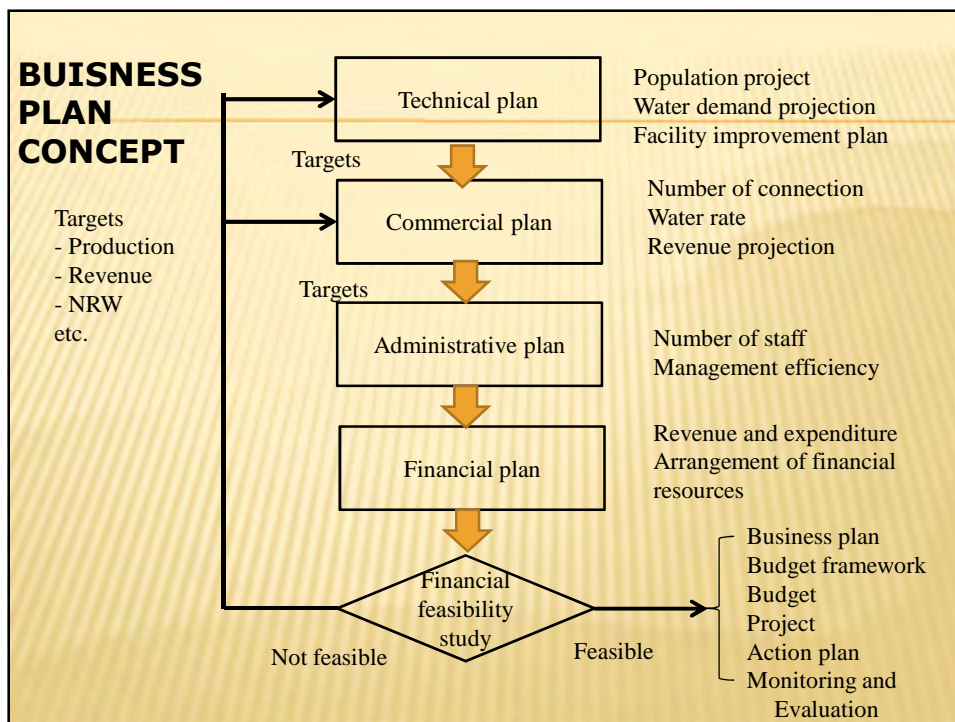 BUISNESS
PLAN
CONCEPT
Targets
- Production
- Revenue
- NRW
etc.
Technical plan
Population project
Water demand projection
Facility improvement plan
Targets
Commercial plan
Number of connection
Water rate
Revenue projection
Targets
Administrative plan
Number of staff
Management efficiency
Financial plan
Revenue and expenditure
Arrangement of financial
resources
Financial
feasibility
study
Not feasible
Feasible
Business plan
Budget framework
Budget
Project
Action plan
Monitoring and
Evaluation